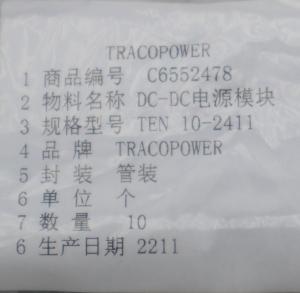 TRACOPOWER
1 商品编号 C6552478
2 物料名称 DC-DC电源模块
3 规格型号 TEN 10-2411
4 品 牌 TRACOPOWER
5 封 装 管装
6 单 位 个
7 数 量 10
6 生产日期 2211